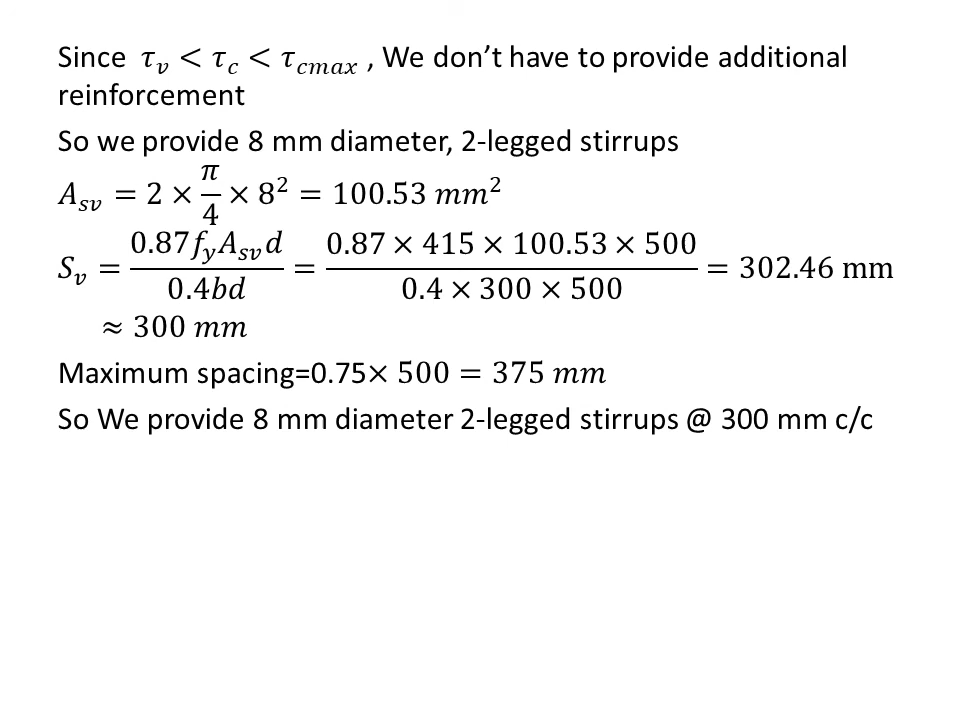 Since τ_v < τ_c < τ_cmax , We don’t have to provide additional
reinforcement
So we provide 8 mm diameter, 2-legged stirrups
A_sv = 2 × π/4 × 8² = 100.53 mm²
S_v = 0.87f_yA_svd / 0.4bd = 0.87 × 415 × 100.53 × 500 / 0.4 × 300 × 500 = 302.46 mm
≈ 300 mm
Maximum spacing=0.75× 500 = 375 mm
So We provide 8 mm diameter 2-legged stirrups @ 300 mm c/c